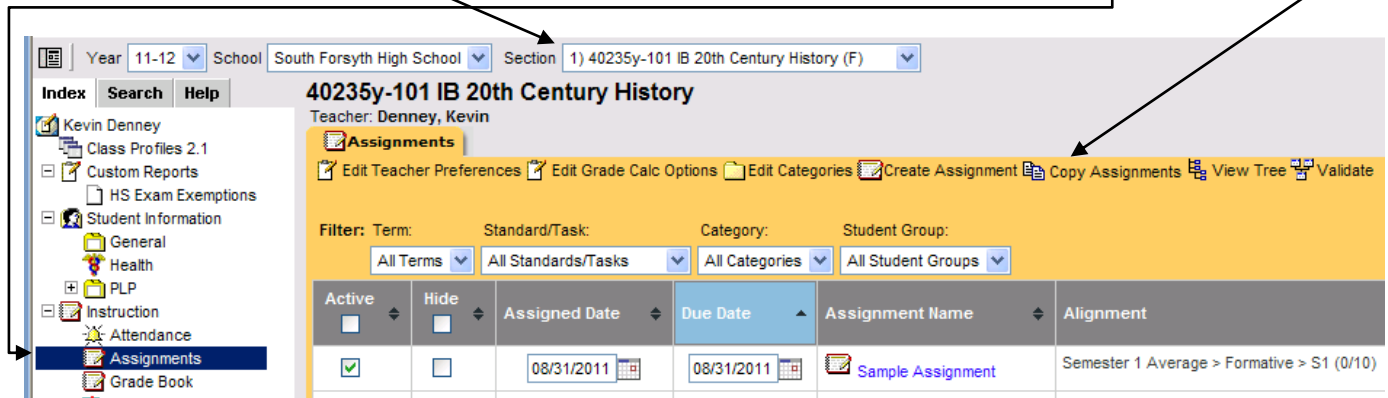 Year 11-12 School South Forsyth High School Section 1) 40235y-101 IB 20th Century History (F)
Index Search Help
40235y-101 IB 20th Century History
Teacher: Denney, Kevin
Kevin Denney
Class Profiles 2.1
Custom Reports
HS Exam Exemptions
Student Information
General
Health
PLP
Instruction
Attendance
Assignments
Grade Book
Assignments
Edit Teacher Preferences Edit Grade Calc Options Edit Categories Create Assignment Copy Assignments View Tree Validate
Filter: Term: Standard/Task: Category: Student Group:
All Terms All Standards/Tasks All Categories All Student Groups
Active Hide Assigned Date Due Date Assignment Name Alignment
08/31/2011 08/31/2011 Sample Assignment Semester 1 Average > Formative > S1 (0/10)